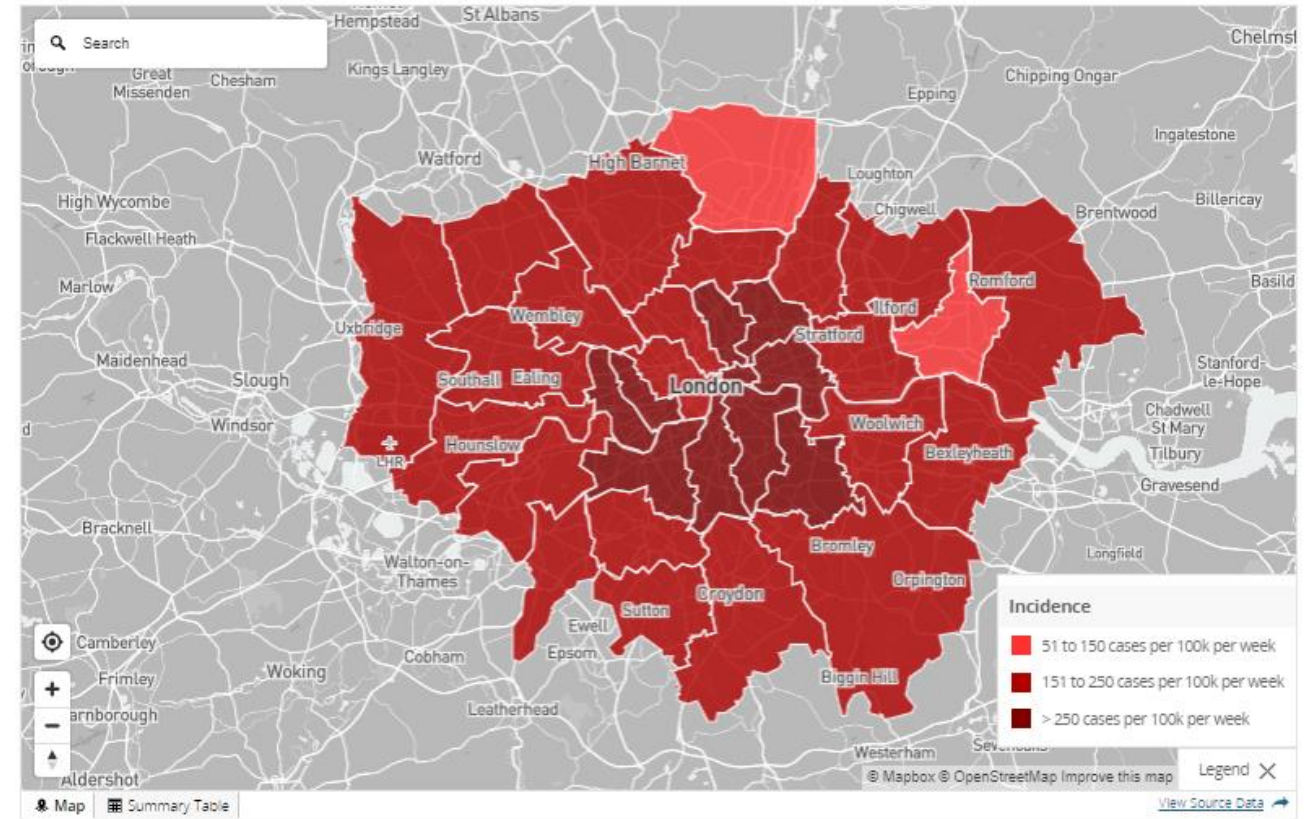 Hempstead
St Albans
Search
Chelmsf
Great
Missenden
Chesham
Kings Langley
Chipping Ongar
Epping
Ingatestone
Watford
High Barnet
Loughton
High Wycombe
Chigwell
Brentwood
Billericay
Flackwell Heath
Marlow
Romford
Basild
Ilford
Wembley
Uxbridge
Stratford
Maidenhead
Slough
Southall
Ealing
London
Stanford-
le-Hope
Windsor
Woolwich
Chadwell
St Mary
Hounslow
LHR
Bexleyheath
Tilbury
Gravesend
Bracknell
Bromley
Longfield
Walton-on-
Thames
Orpington
Croydon
Sutton
Incidence
Ewell
Camberley
Epsom
51 to 150 cases per 100k per week
Cobham
Woking
Frimley
Biggin Hill
151 to 250 cases per 100k per week
Leatherhead
arnborough
> 250 cases per 100k per week
Westerham
Aldershot
© Mapbox © OpenStreetMap Improve this map
Legend
Map
Summary Table
View Source Data